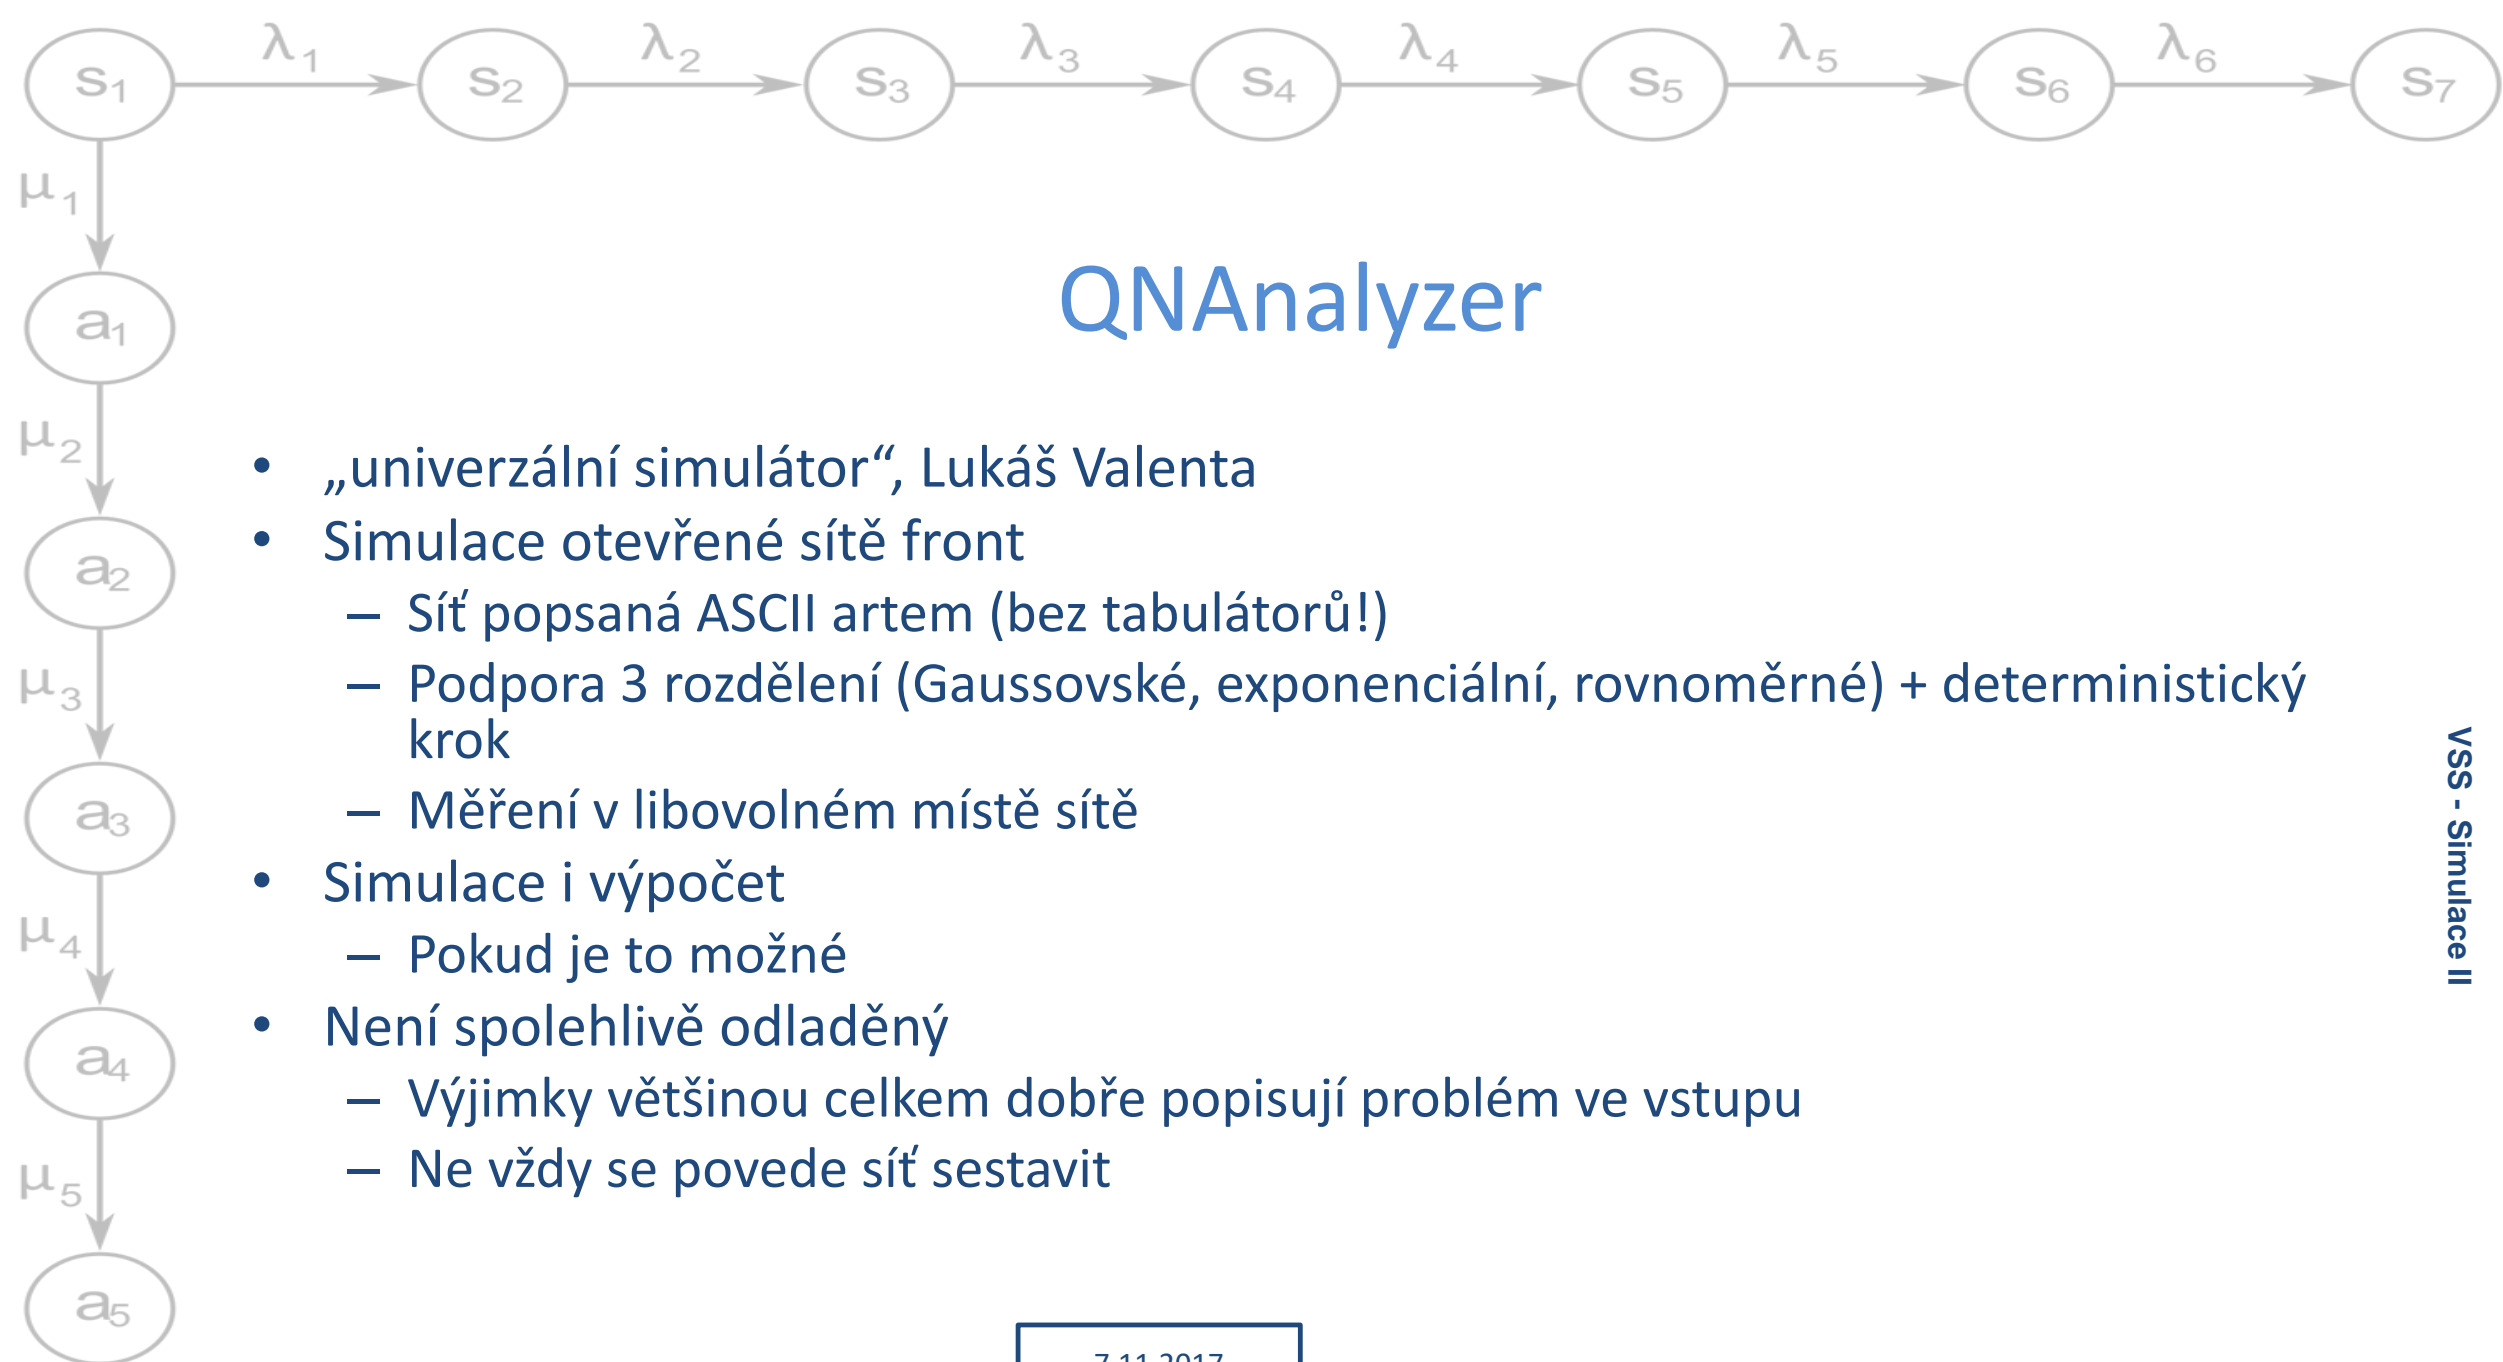 s1 λ1 s2 λ2 s3 λ3 s4 λ4 s5 λ5 s6 λ6 s7
μ1
a1
μ2
a2
μ3
a3
μ4
a4
μ5
a5
QNAnalyzer
• „univerzální simulátor“, Lukáš Valenta
• Simulace otevřené sítě front
— Síť popsaná ASCII artem (bez tabulátorů!)
— Podpora 3 rozdělení (Gaussovské, exponenciální, rovnoměrné) + deterministický
krok
— Měření v libovolném místě sítě
• Simulace i výpočet
— Pokud je to možné
• Není spolehlivě odladěný
— Výjimky většinou celkem dobře popisují problém ve vstupu
— Ne vždy se povede síť sestavit
VSS - Simulace II
7.11.2017